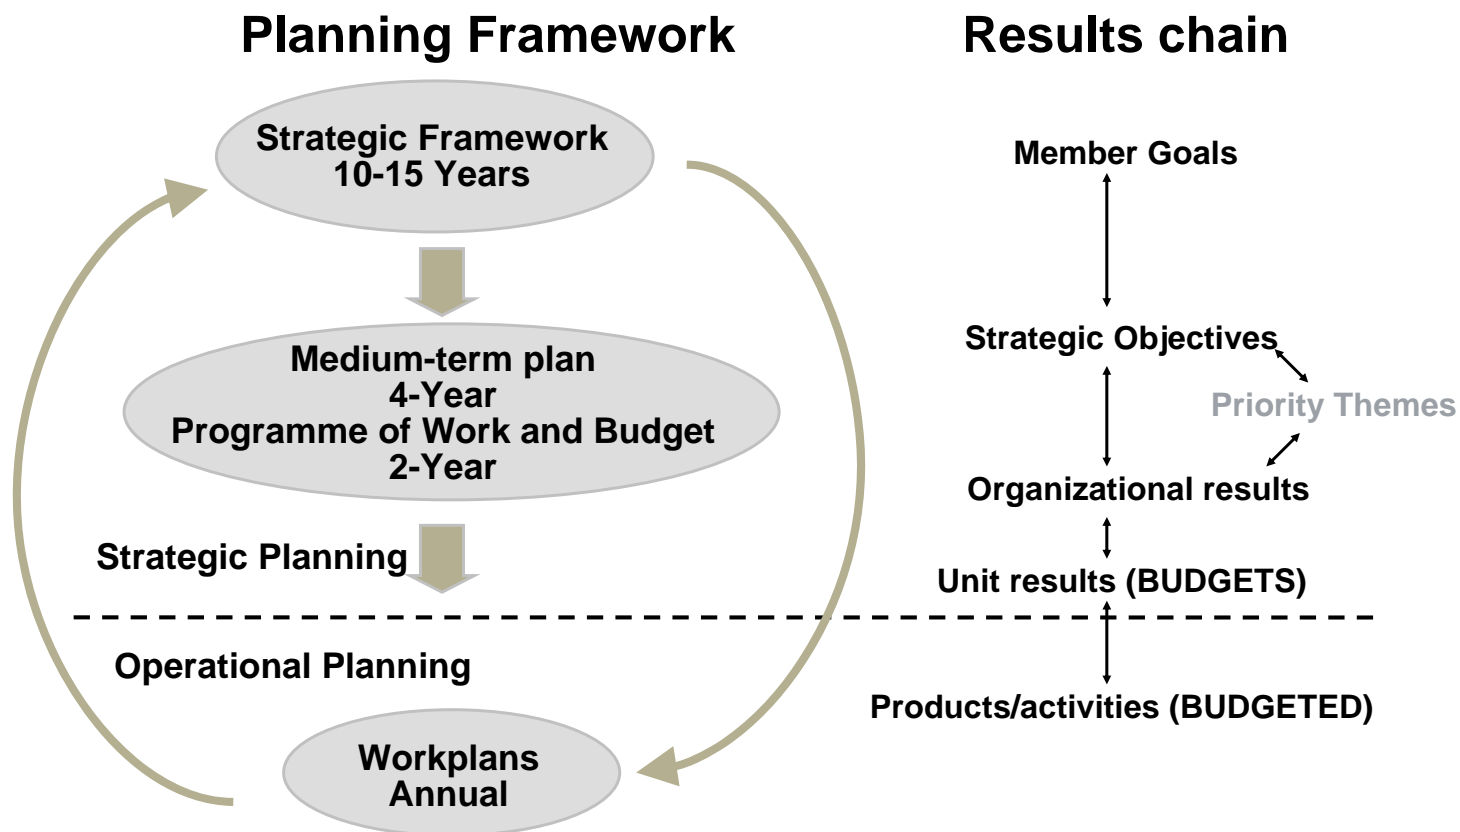 Planning Framework
Results chain
Strategic Framework
10-15 Years
Member Goals
Medium-term plan
4-Year
Programme of Work and Budget
2-Year
Strategic Objectives
Priority Themes
Organizational results
Strategic Planning
Unit results (BUDGETS)
Operational Planning
Products/activities (BUDGETED)
Workplans
Annual